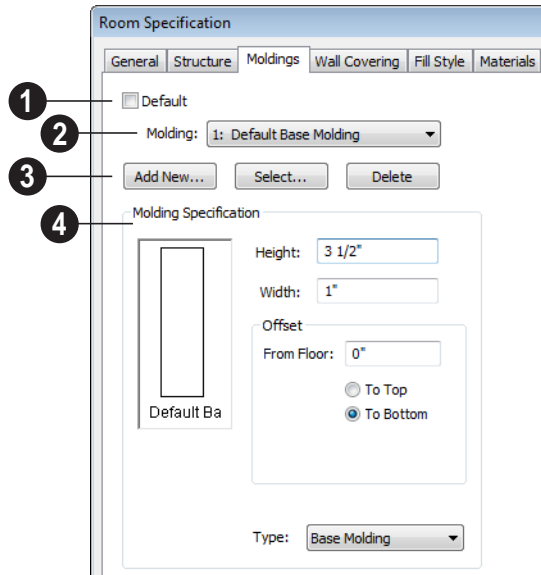 Room Specification
General Structure Moldings Wall Covering Fill Style Materials
1 Default
2 Molding: 1: Default Base Molding
3 Add New... Select... Delete
4 Molding Specification
Height: 3 1/2"
Width: 1"
Offset
From Floor: 0"
To Top
Default Ba To Bottom
Type: Base Molding